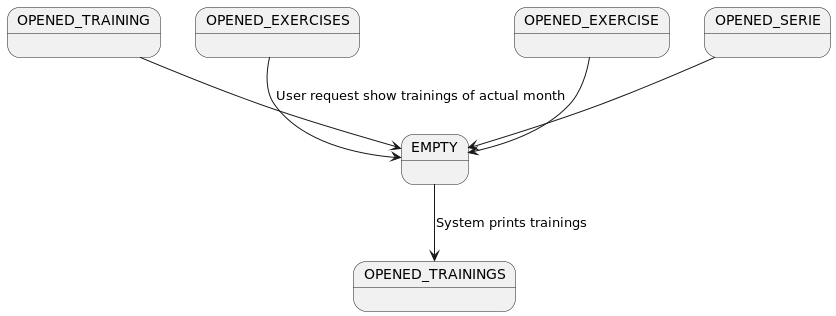 OPENED_TRAINING
OPENED_EXERCISES
OPENED_EXERCISE
OPENED_SERIE
User request show trainings of actual month
EMPTY
System prints trainings
OPENED_TRAININGS